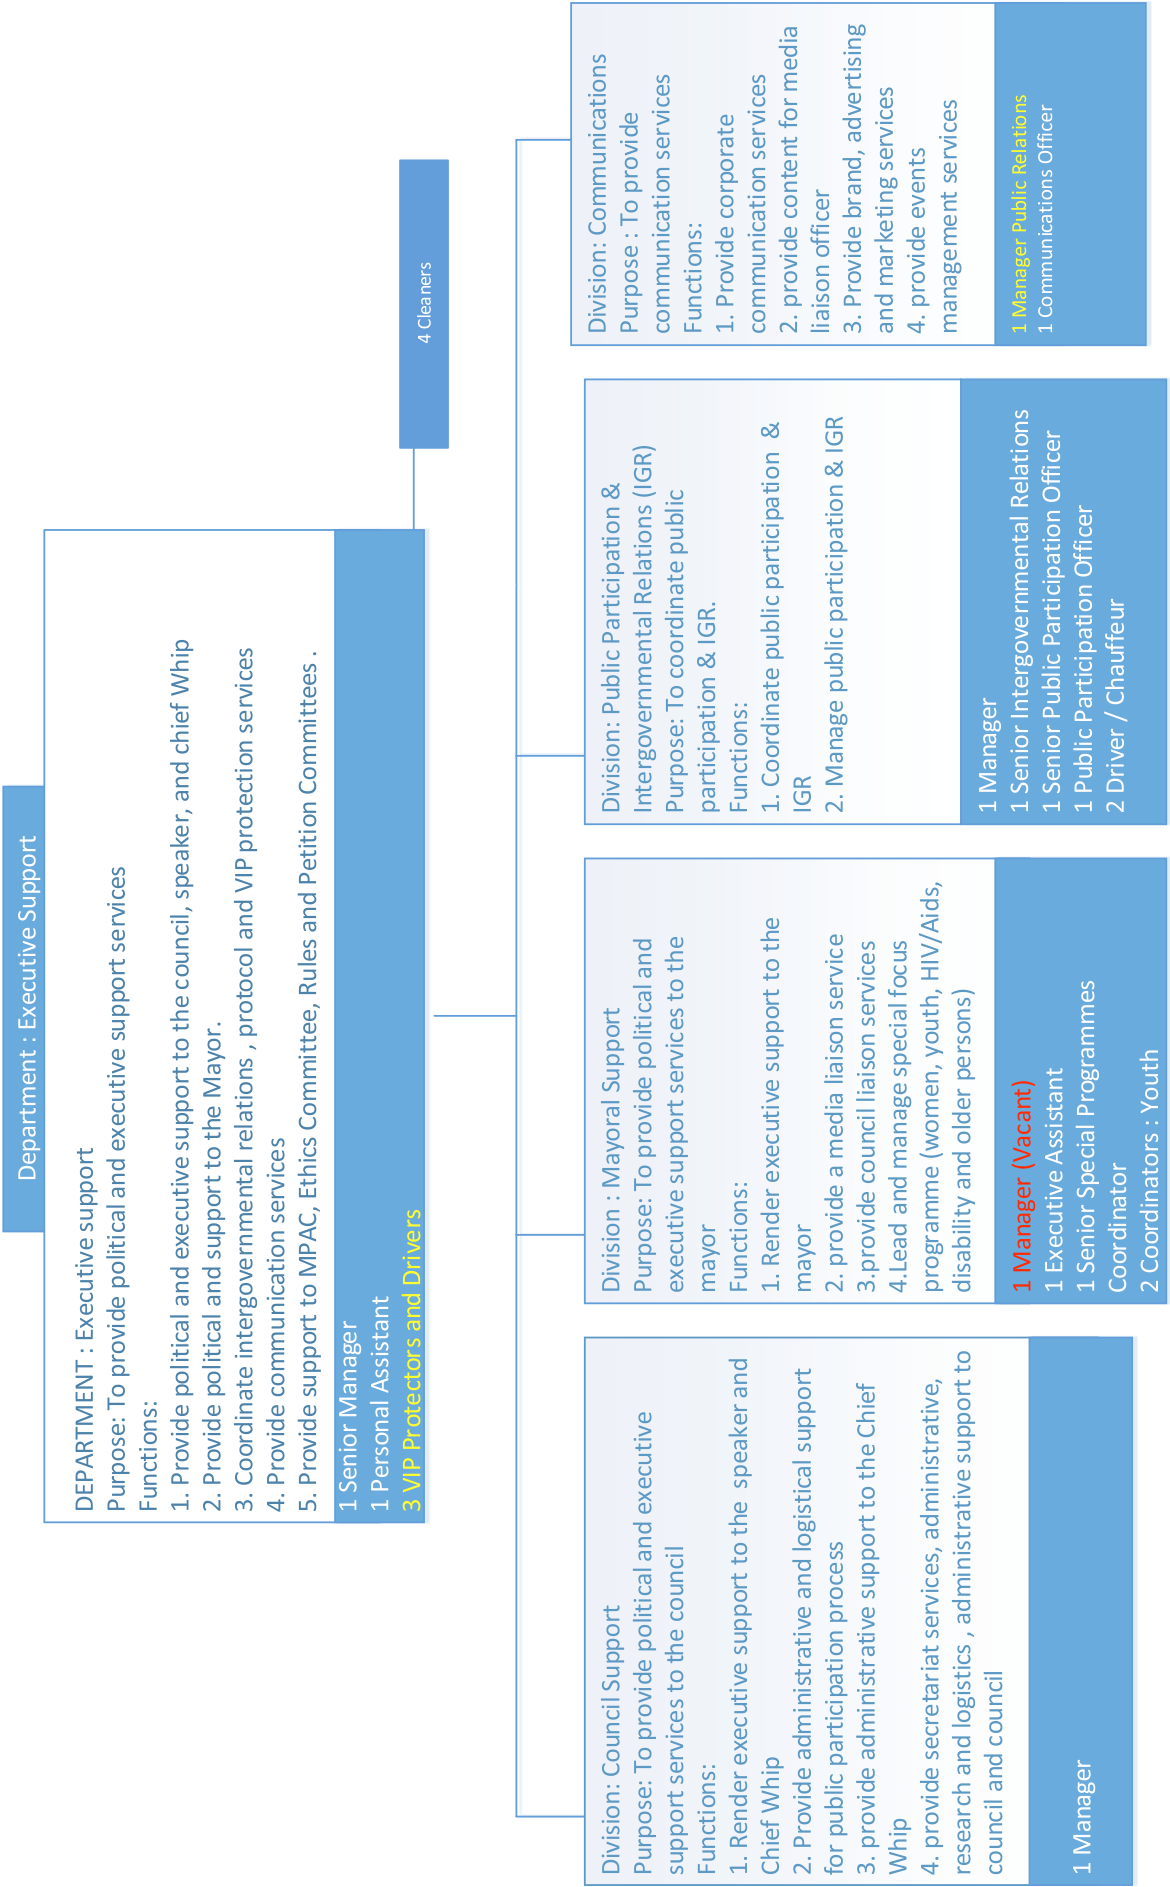 Department : Executive Support
DEPARTMENT : Executive support
Purpose: To provide political and executive support services
Functions:
1. Provide political and executive support to the council, speaker, and chief Whip
2. Provide political and support to the Mayor.
3. Coordinate intergovernmental relations , protocol and VIP protection services
4. Provide communication services
5. Provide support to MPAC, Ethics Committee, Rules and Petition Committees .
1 Senior Manager
1 Personal Assistant
3 VIP Protectors and Drivers
4 Cleaners
Division: Council Support
Purpose: To provide political and executive
support services to the council
Functions:
1. Render executive support to the  speaker and
Chief Whip
2. Provide administrative and logistical support
for public participation process
3. provide administrative support to the Chief
Whip
4. provide secretariat services, administrative,
research and logistics , administrative support to
council and council
1 Manager
Division : Mayoral Support
Purpose: To provide political and
executive support services to the
mayor
Functions:
1. Render executive support to the
mayor
2. provide a media liaison service
3.provide council liaison services
4.Lead and manage special focus
programme (women, youth, HIV/Aids,
disability and older persons)
1 Manager (Vacant)
1 Executive Assistant
1 Senior Special Programmes
Coordinator
2 Coordinators : Youth
Division: Public Participation &
Intergovernmental Relations (IGR)
Purpose: To coordinate public
participation & IGR.
Functions:
1. Coordinate public participation  &
IGR
2. Manage public participation & IGR
1 Manager
1 Senior Intergovernmental Relations
1 Senior Public Participation Officer
1 Public Participation Officer
2 Driver / Chauffeur
Division: Communications
Purpose : To provide
communication services
Functions:
1. Provide corporate
communication services
2. provide content for media
liaison officer
3. Provide brand, advertising
and marketing services
4. provide events
management services
1 Manager Public Relations
1 Communications Officer